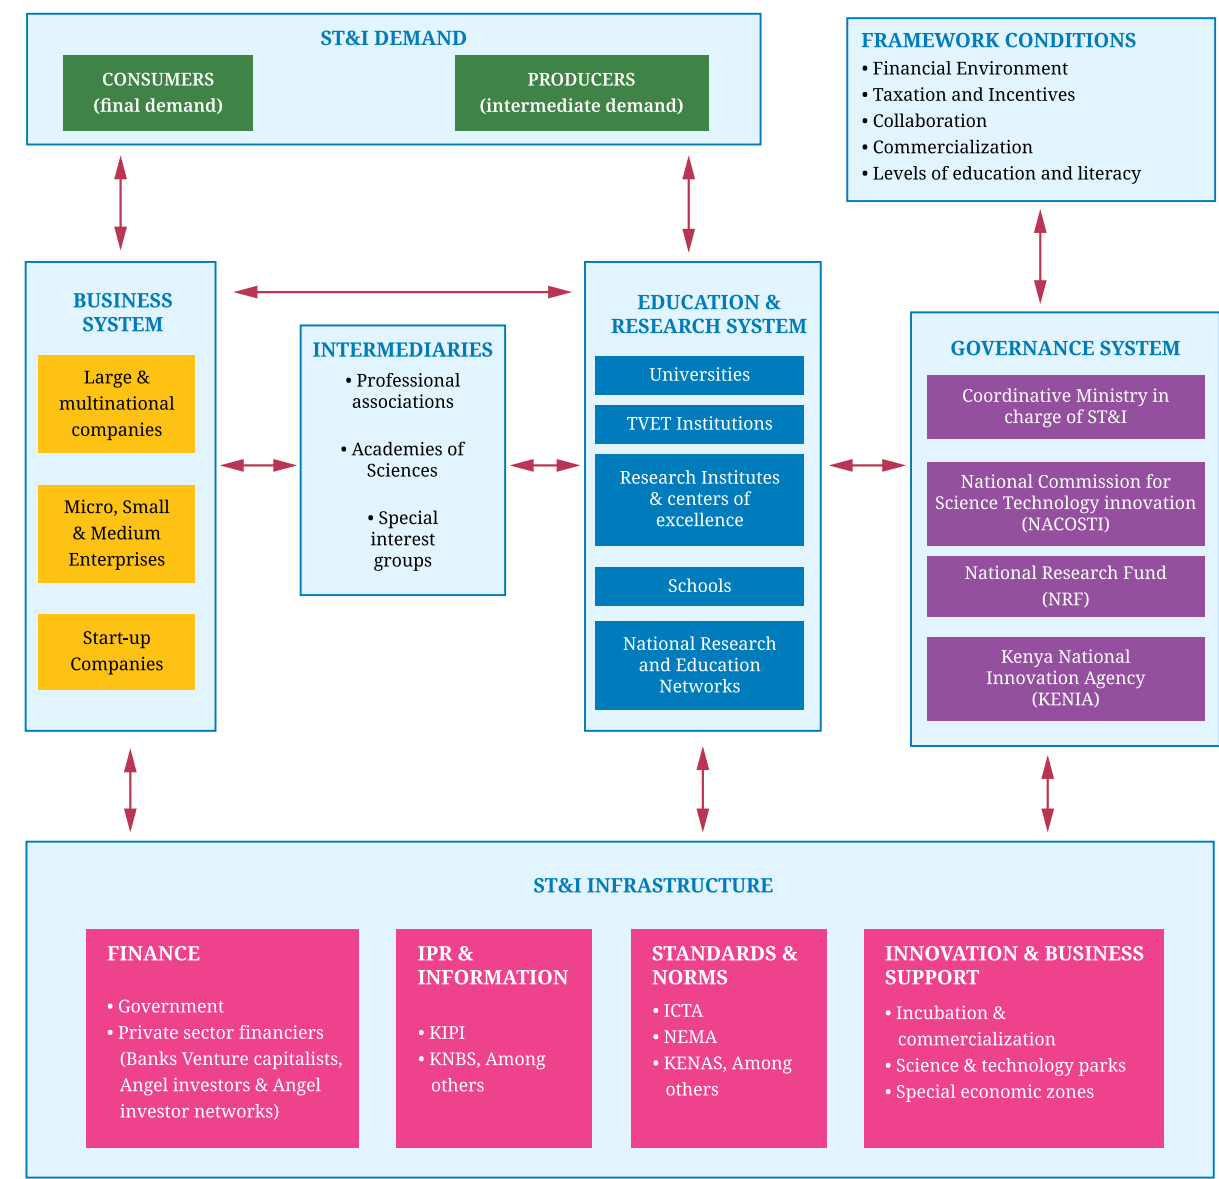 ST&I DEMAND
CONSUMERS
(final demand)
PRODUCERS
(intermediate demand)
FRAMEWORK CONDITIONS
• Financial Environment
• Taxation and Incentives
• Collaboration
• Commercialization
• Levels of education and literacy
BUSINESS
SYSTEM
Large &
multinational
companies
Micro, Small
& Medium
Enterprises
Start-up
Companies
INTERMEDIARIES
• Professional
associations
• Academies of
Sciences
• Special
interest
groups
EDUCATION &
RESEARCH SYSTEM
Universities
TVET Institutions
Research Institutes
& centers of
excellence
Schools
National Research
and Education
Networks
GOVERNANCE SYSTEM
Coordinative Ministry in
charge of ST&I
National Commission for
Science Technology innovation
(NACOSTI)
National Research Fund
(NRF)
Kenya National
Innovation Agency
(KENIA)
ST&I INFRASTRUCTURE
FINANCE
• Government
• Private sector financiers
(Banks Venture capitalists,
Angel investors & Angel
investor networks)
IPR &
INFORMATION
• KIPI
• KNBS, Among
others
STANDARDS &
NORMS
• ICTA
• NEMA
• KENAS, Among
others
INNOVATION & BUSINESS
SUPPORT
• Incubation &
commercialization
• Science & technology parks
• Special economic zones